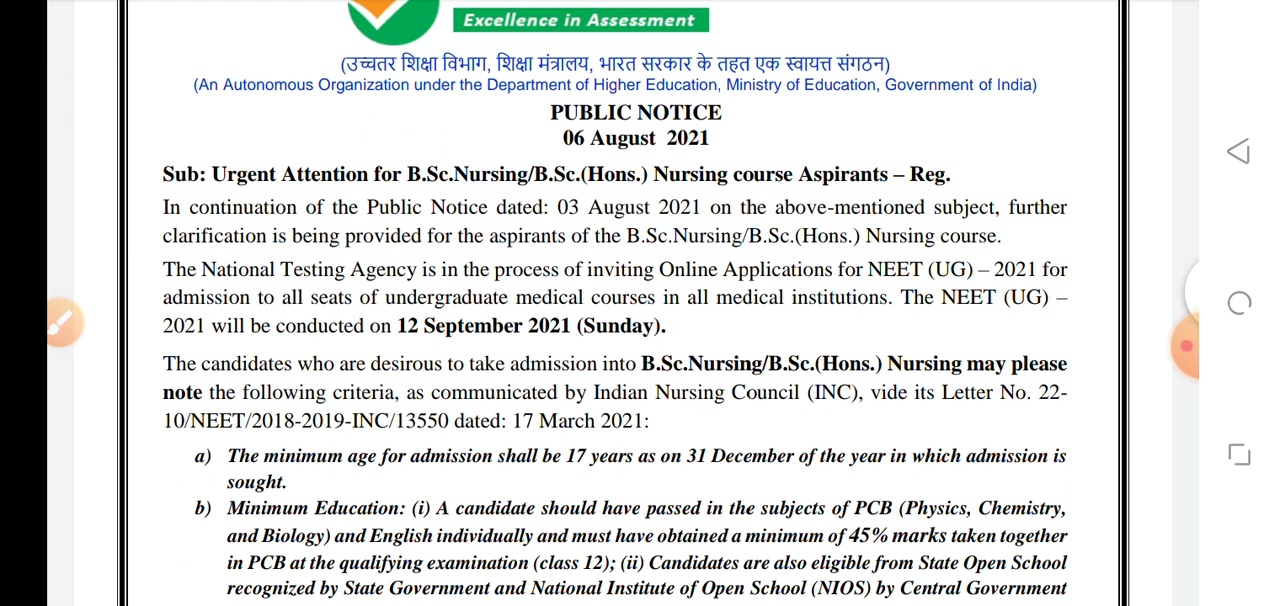 Excellence in Assessment
(उच्चतर शिक्षा विभाग, शिक्षा मंत्रालय, भारत सरकार के तहत एक स्वायत्त संगठन)
(An Autonomous Organization under the Department of Higher Education, Ministry of Education, Government of India)
PUBLIC NOTICE
06 August 2021
Sub: Urgent Attention for B.Sc.Nursing/B.Sc.(Hons.) Nursing course Aspirants – Reg.
In continuation of the Public Notice dated: 03 August 2021 on the above-mentioned subject, further
clarification is being provided for the aspirants of the B.Sc.Nursing/B.Sc.(Hons.) Nursing course.
The National Testing Agency is in the process of inviting Online Applications for NEET (UG) – 2021 for
admission to all seats of undergraduate medical courses in all medical institutions. The NEET (UG) –
2021 will be conducted on 12 September 2021 (Sunday).
The candidates who are desirous to take admission into B.Sc.Nursing/B.Sc.(Hons.) Nursing may please
note the following criteria, as communicated by Indian Nursing Council (INC), vide its Letter No. 22-
10/NEET/2018-2019-INC/13550 dated: 17 March 2021:
a) The minimum age for admission shall be 17 years as on 31 December of the year in which admission is
sought.
b) Minimum Education: (i) A candidate should have passed in the subjects of PCB (Physics, Chemistry,
and Biology) and English individually and must have obtained a minimum of 45% marks taken together
in PCB at the qualifying examination (class 12); (ii) Candidates are also eligible from State Open School
recognized by State Government and National Institute of Open School (NIOS) by Central Government